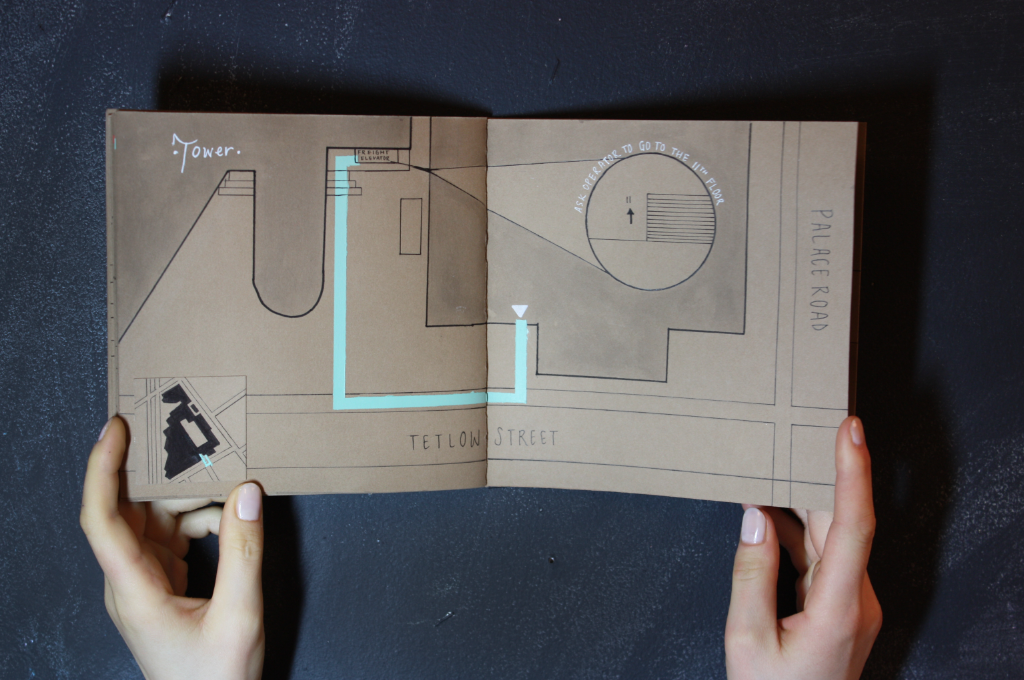 ·Tower·
FREIGHT
ELEVATOR
ASK OPERATOR TO GO TO THE 11TH FLOOR
11
PALACE ROAD
TETLOW STREET